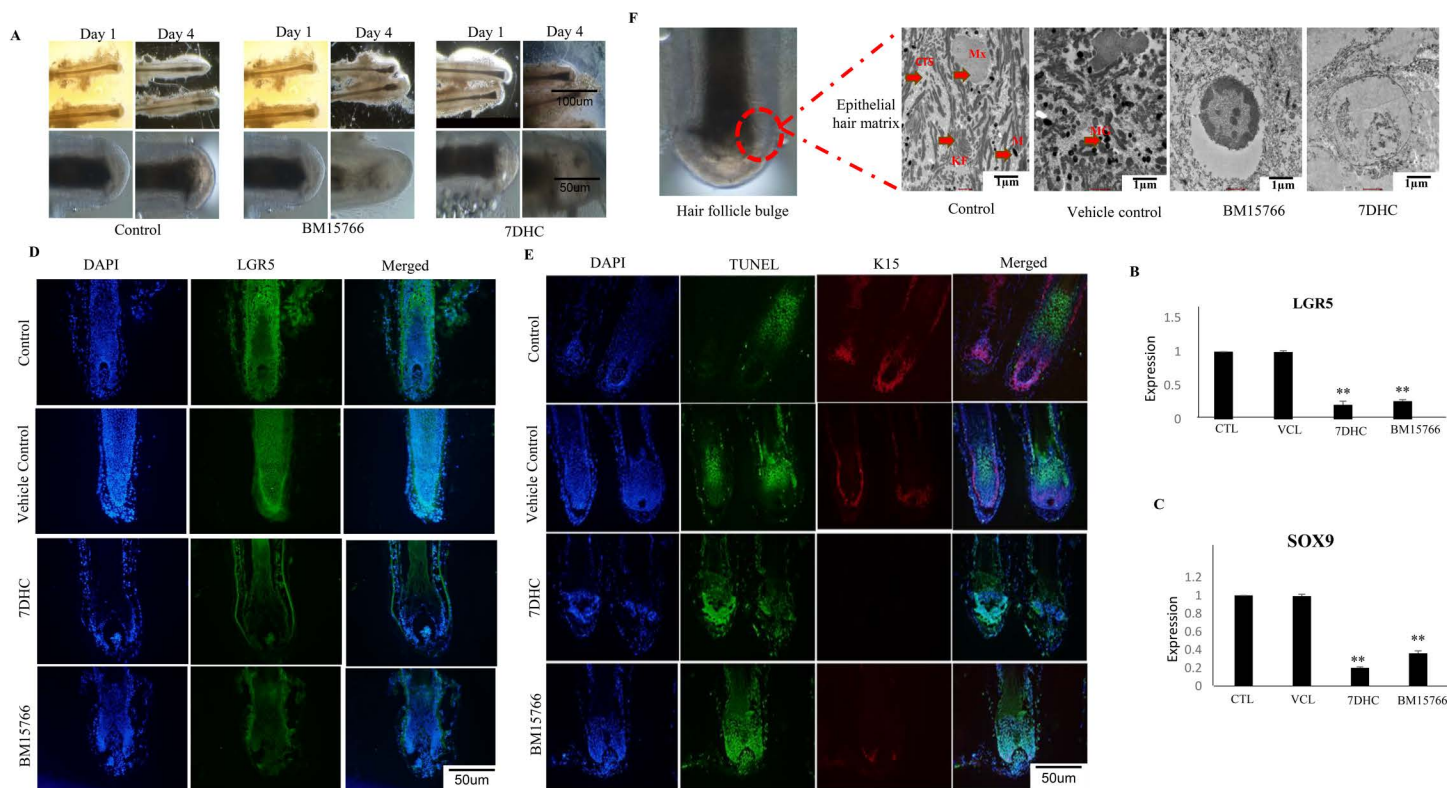 A
Day 1
Day 4
Day 1
Day 4
Day 1
Day 4
100um
50um
Control
BM15766
7DHC
F
Epithelial
hair matrix
Hair follicle bulge
CTS
Mx
KF
M
1µm
Control
MG
1µm
Vehicle control
1µm
BM15766
1µm
7DHC
D
DAPI
LGR5
Merged
Control
Vehicle Control
7DHC
BM15766
50um
E
DAPI
TUNEL
K15
Merged
Control
Vehicle Control
7DHC
BM15766
50um
B
LGR5
Expression
1.5
1
0.5
0
**
**
CTL
VCL
7DHC
BM15766
C
SOX9
Expression
1.2
1
0.8
0.6
0.4
0.2
0
**
**
CTL
VCL
7DHC
BM15766